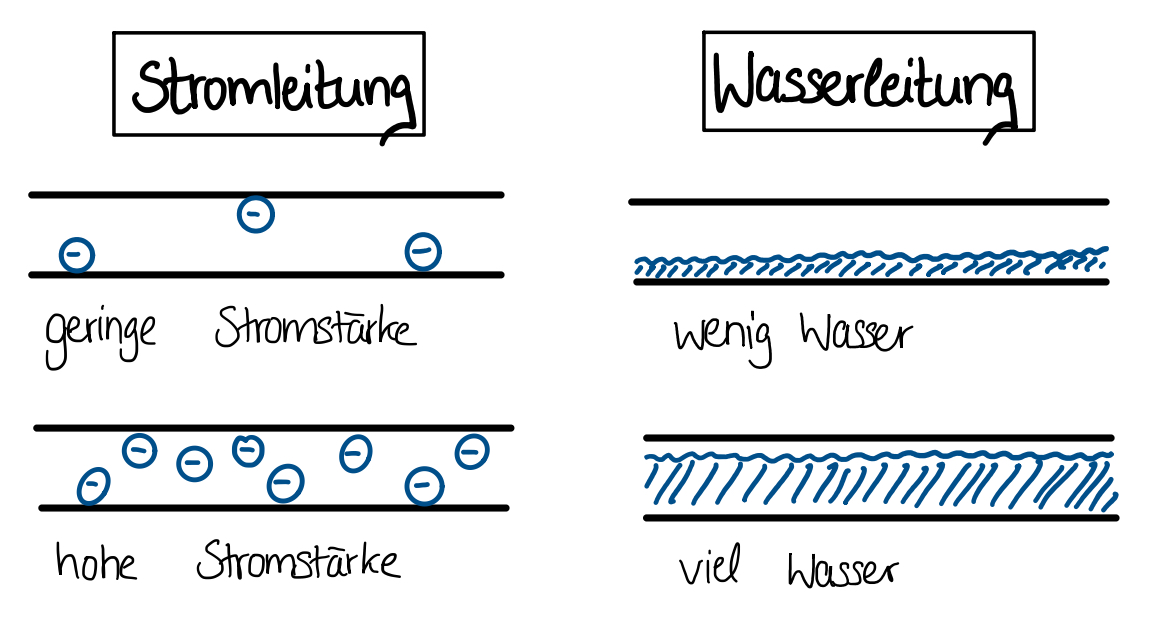 Stromleitung
Wasserleitung
geringe Stromstärke
wenig Wasser
hohe Stromstärke
viel Wasser